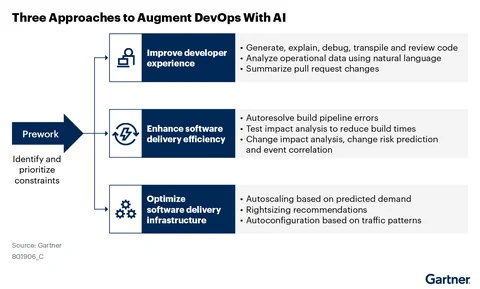 Three Approaches to Augment DevOps With AI
Prework
Identify and
prioritize
constraints
Improve developer
experience
• Generate, explain, debug, transpile and review code
• Analyze operational data using natural language
• Summarize pull request changes
Enhance software
delivery efficiency
• Autoresolve build pipeline errors
• Test impact analysis to reduce build times
• Change impact analysis, change risk prediction
and event correlation
Optimize
software delivery
infrastructure
• Autoscaling based on predicted demand
• Rightsizing recommendations
• Autoconfiguration based on traffic patterns
Source: Gartner
801906_C
Gartner